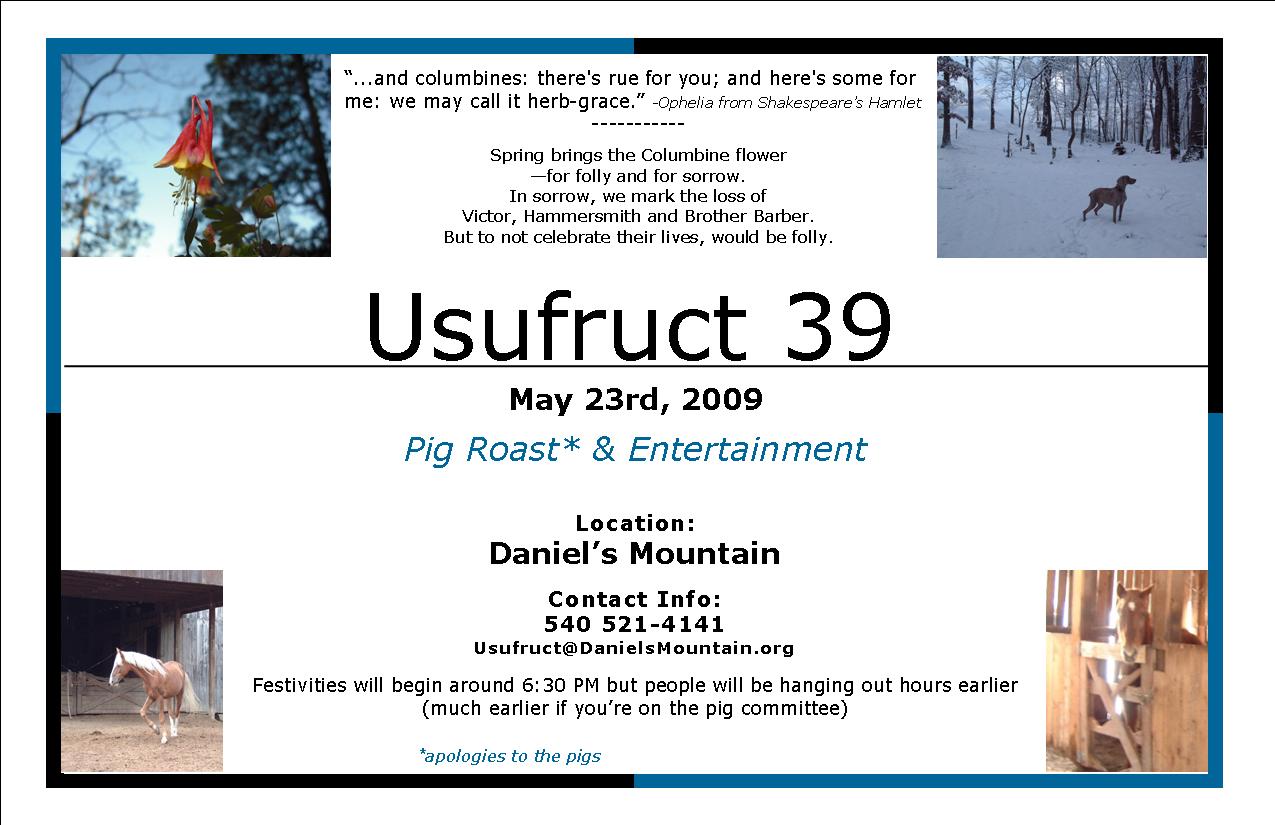 “...and columbines: there's rue for you; and here's some for
me: we may call it herb-grace.” -Ophelia from Shakespeare’s Hamlet
-----------
Spring brings the Columbine flower
—for folly and for sorrow.
In sorrow, we mark the loss of
Victor, Hammersmith and Brother Barber.
But to not celebrate their lives, would be folly.
Usufruct 39
May 23rd, 2009
Pig Roast* & Entertainment
Location:
Daniel’s Mountain
Contact Info:
540 521-4141
Usufruct@DanielsMountain.org
Festivities will begin around 6:30 PM but people will be hanging out hours earlier
(much earlier if you’re on the pig committee)
*apologies to the pigs